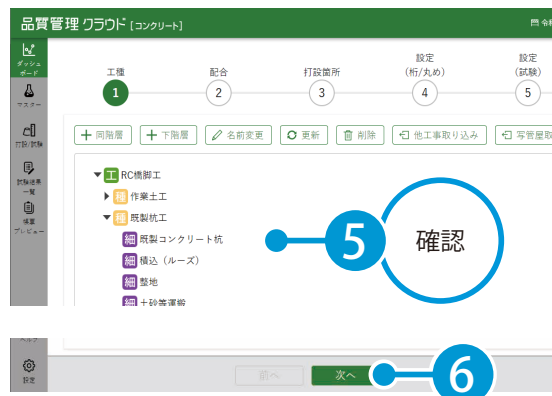 品質管理 クラウド [コンクリート]
ダッシュ
ボード
マスター
打設/試験
試験結果
一覧
帳票
プレビュー
工種
1
配合
2
打設箇所
3
設定
(桁/丸め)
4
設定
(試験)
5
+ 同階層
+ 下階層
名前変更
更新
削除
他工事取り込み
写管屋取
工 RC橋脚工
種 作業土工
種 既製杭工
細 既製コンクリート杭
細 積込（ルーズ）
細 整地
細 土砂等運搬
5
確認
ヘルプ
設定
前へ
次へ
6